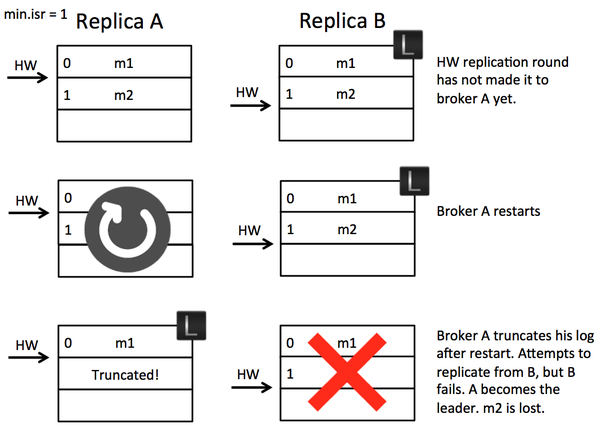 min.isr = 1
Replica A
Replica B
L
HW
0 m1
1 m2
HW
0 m1
1 m2
HW replication round
has not made it to
broker A yet.
L
HW
0
1
HW
0 m1
1 m2
Broker A restarts
L
HW
0 m1
Truncated!
HW
0 m1
1
Broker A truncates his log
after restart. Attempts to
replicate from B, but B
fails. A becomes the
leader. m2 is lost.